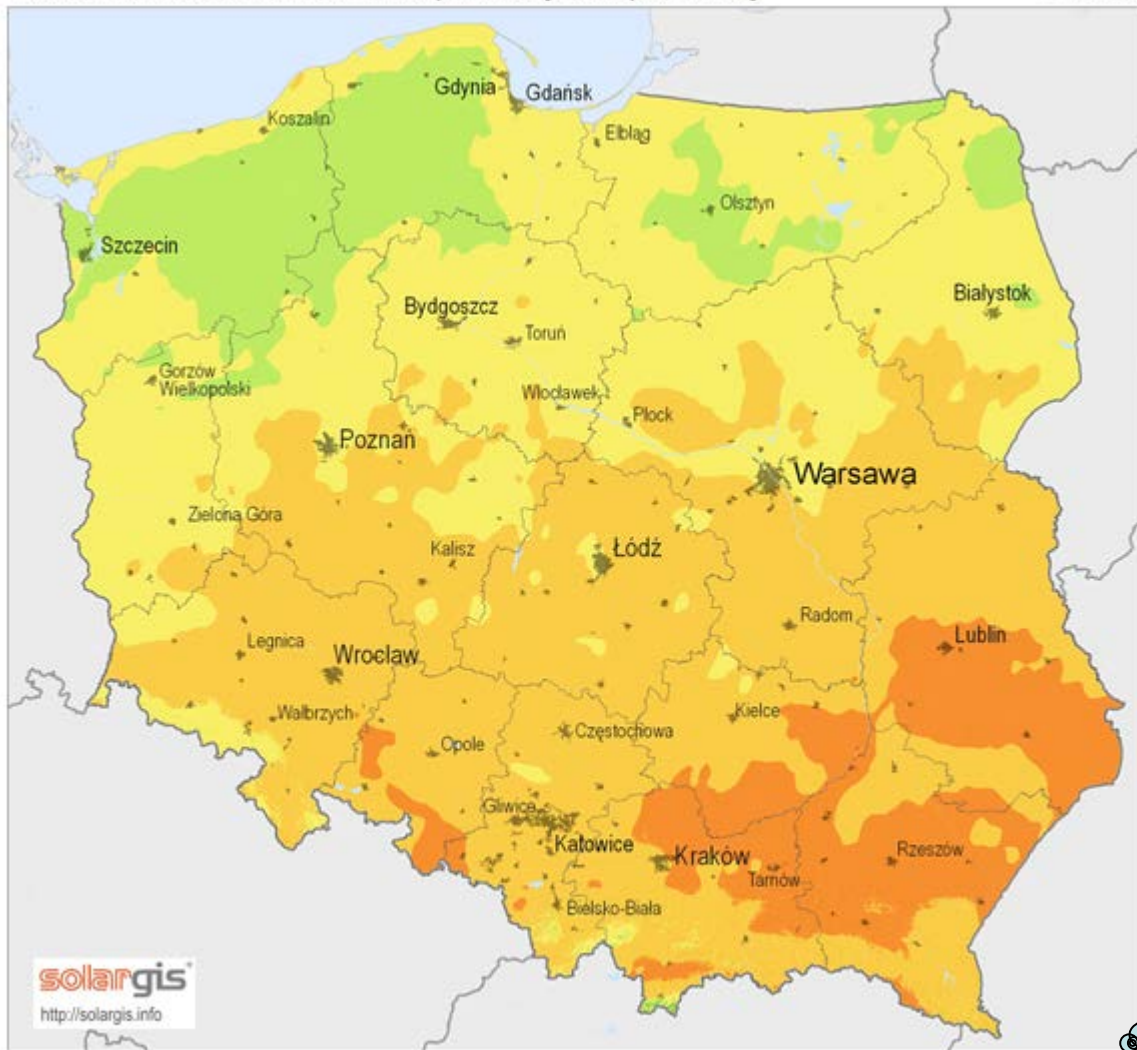 Gdynia
Gdańsk
Koszalin
Elbląg
Olsztyn
Szczecin
Białystok
Bydgoszcz
Toruń
Gorzów
Wielkopolski
Włocławek
Płock
Poznań
Warsawa
Zielona Góra
Kalisz
Łódź
Radom
Lublin
Legnica
Wrocław
Wałbrzych
Kielce
Opole
Częstochowa
Gliwice
Katowice
Kraków
Rzeszów
Tarnów
Bielsko-Biała
solargis
http://solargis.info